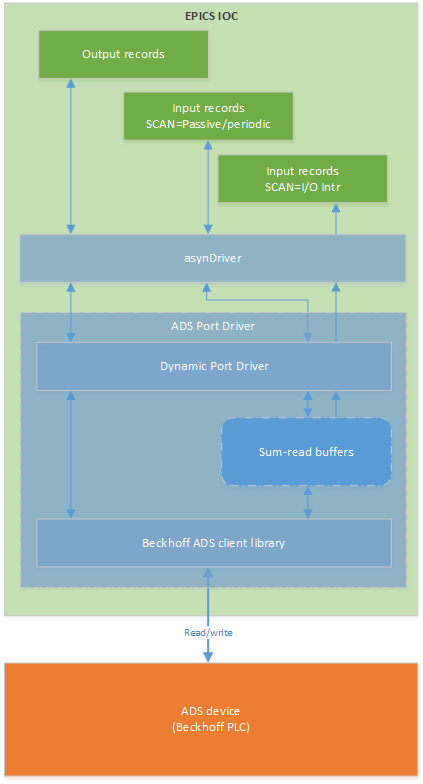 EPICS IOC
Output records
Input records
SCAN=Passive/periodic
Input records
SCAN=I/O Intr
asynDriver
ADS Port Driver
Dynamic Port Driver
Sum-read buffers
Beckhoff ADS client library
Read/write
ADS device
(Beckhoff PLC)